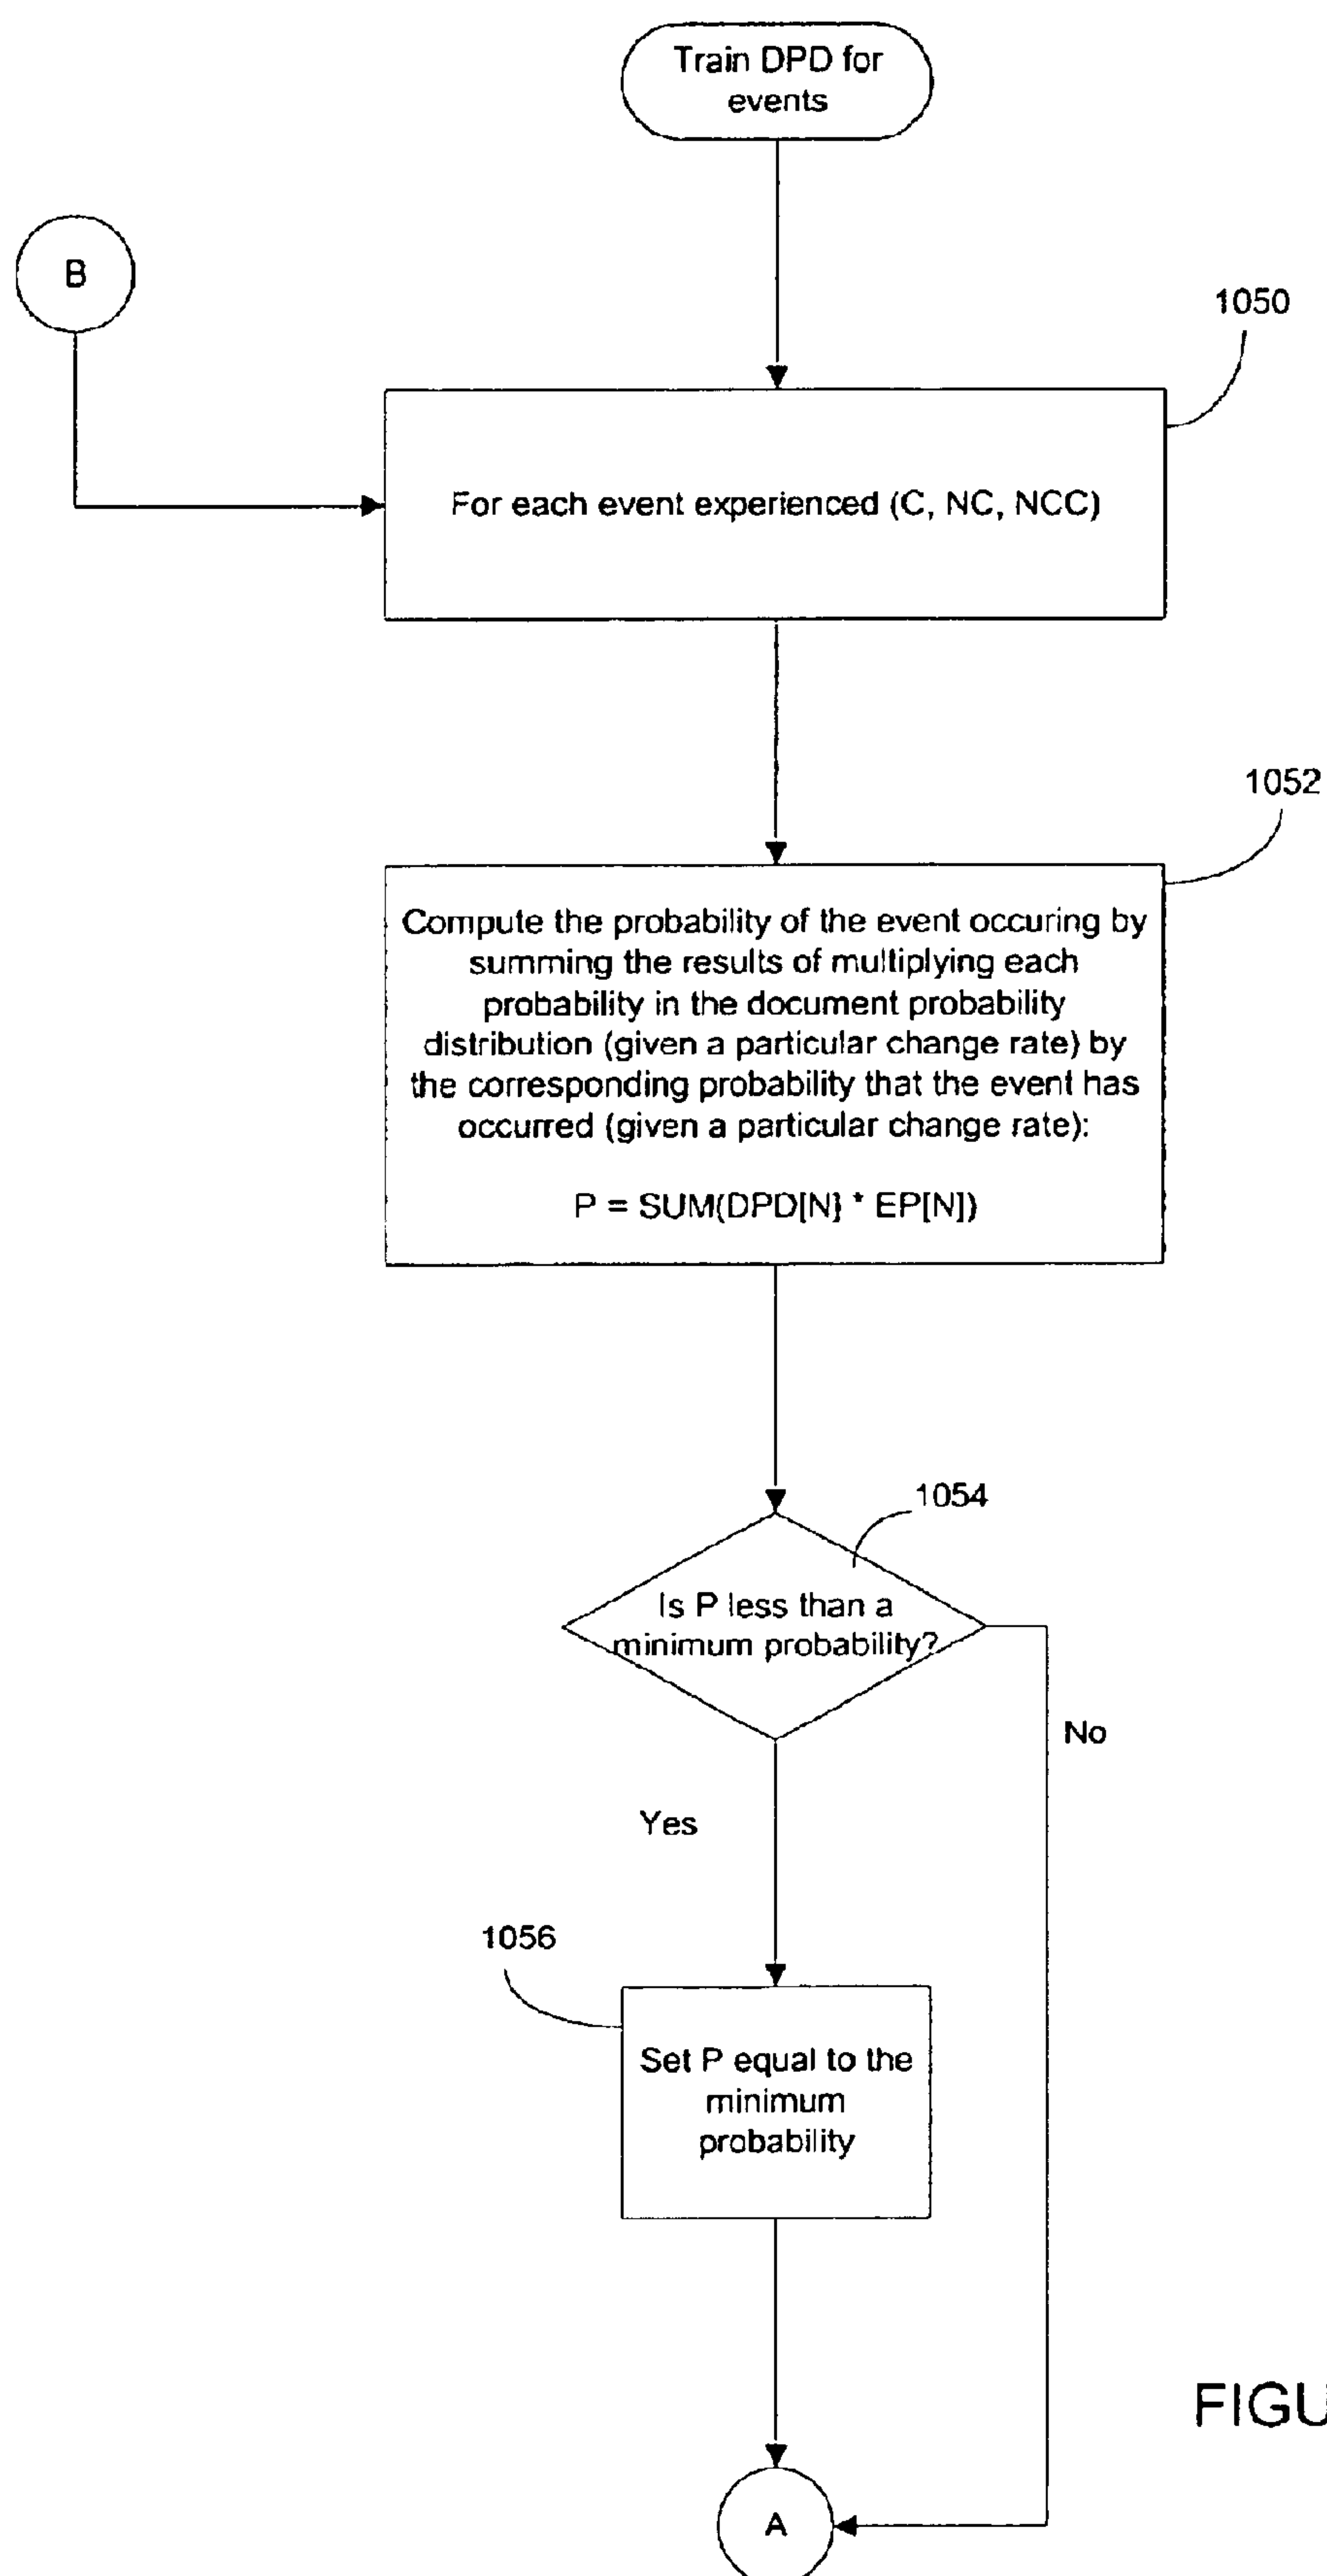 Train DPD for
events
B
1050
For each event experienced (C, NC, NCC)
1052
Compute the probability of the event occuring by
summing the results of multiplying each
probability in the document probability
distribution (given a particular change rate) by
the corresponding probability that the event has
occurred (given a particular change rate):
P = SUM(DPD[N} * EP[N])
1054
Is P less than a
minimum probability?
No
Yes
1056
Set P equal to the
minimum
probability
FIGU
A